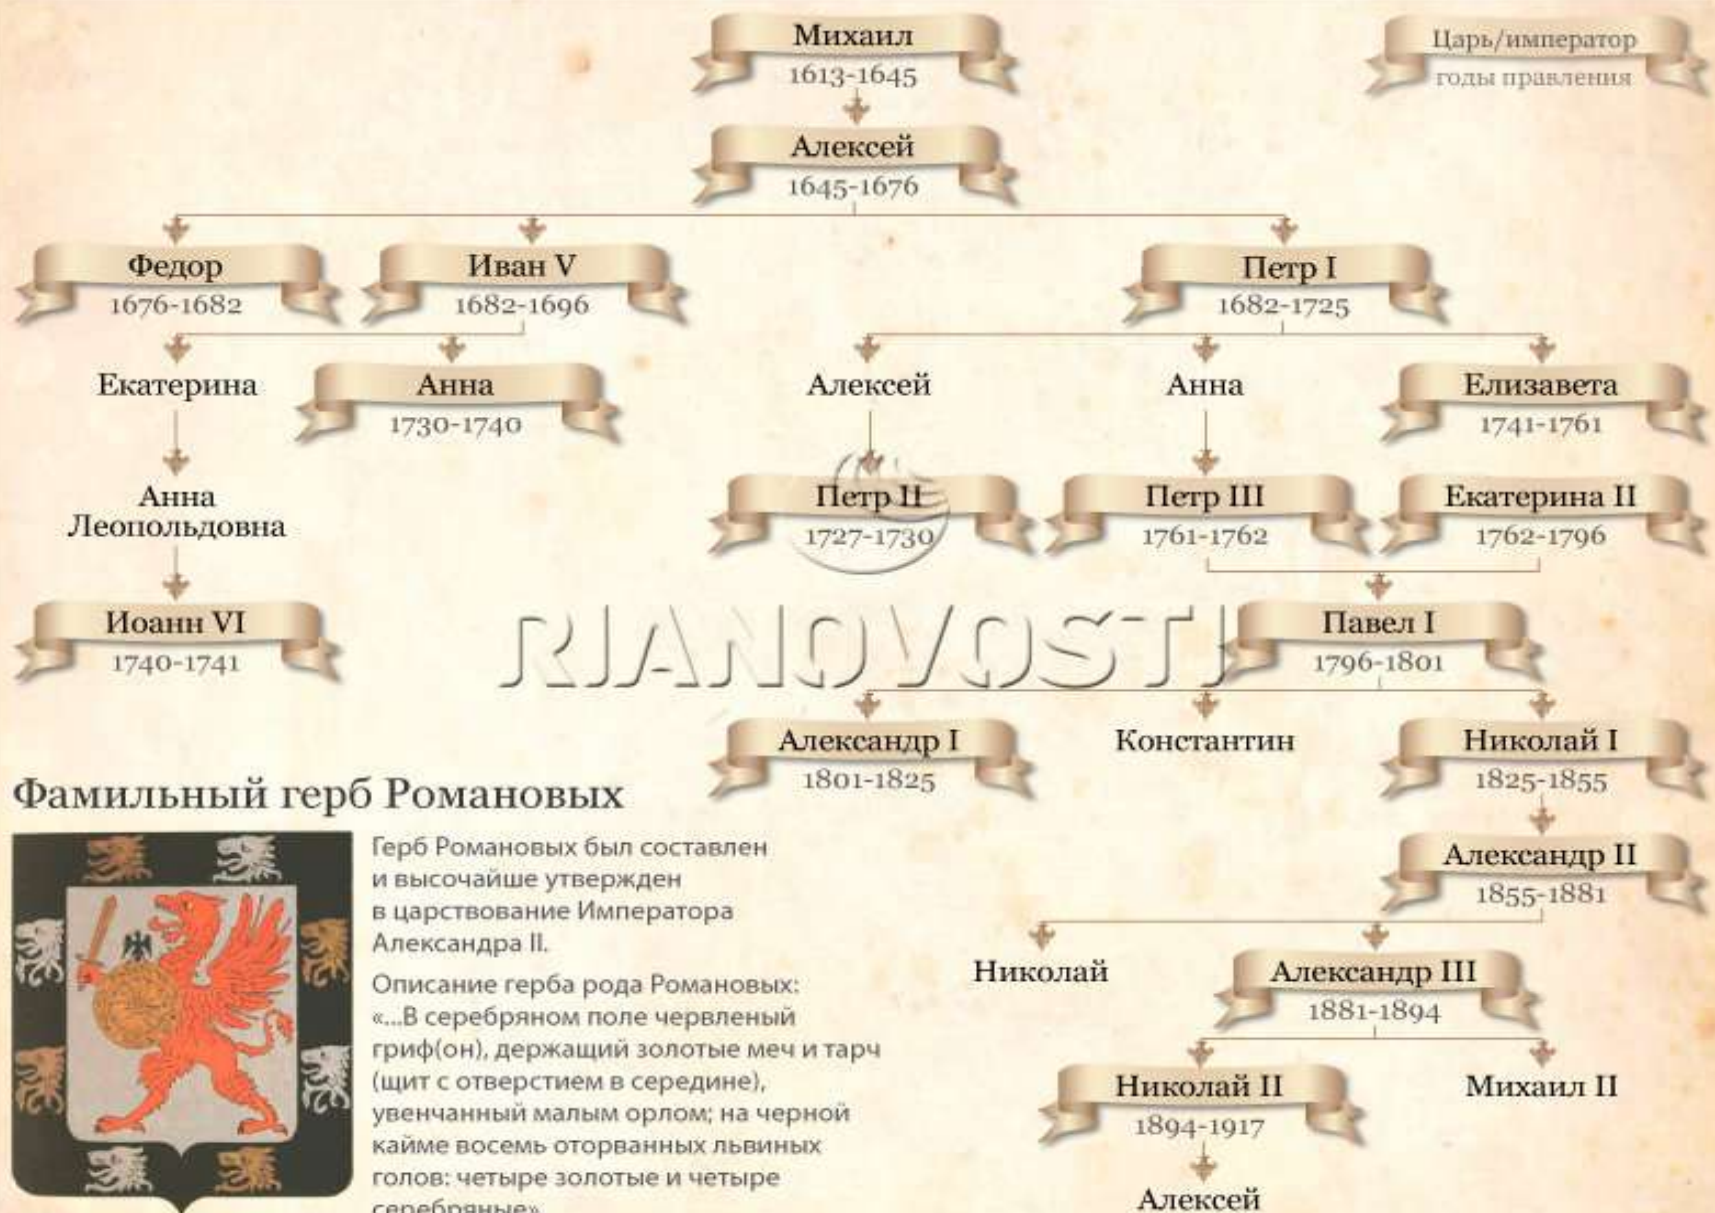 Михаил
1613-1645
Царь/император
годы правления
Алексей
1645-1676
Федор
1676-1682
Иван V
1682-1696
Петр I
1682-1725
Екатерина
Анна
1730-1740
Алексей
Анна
Елизавета
1741-1761
Анна
Леопольдовна
Петр II
1727-1730
Петр III
1761-1762
Екатерина II
1762-1796
Иоанн VI
1740-1741
RIANOVOSTI
Павел I
1796-1801
Александр I
1801-1825
Константин
Николай I
1825-1855
Александр II
1855-1881
Николай
Александр III
1881-1894
Николай II
1894-1917
Михаил II
Алексей
Фамильный герб Романовых
Герб Романовых был составлен
и высочайше утвержден
в царствование Императора
Александра II.
Описание герба рода Романовых:
«...В серебряном поле червленый
гриф(он), держащий золотые меч и тарч
(щит с отверстием в середине),
увенчанный малым орлом; на черной
кайме восемь оторванных львиных
голов: четыре золотые и четыре
серебряные»